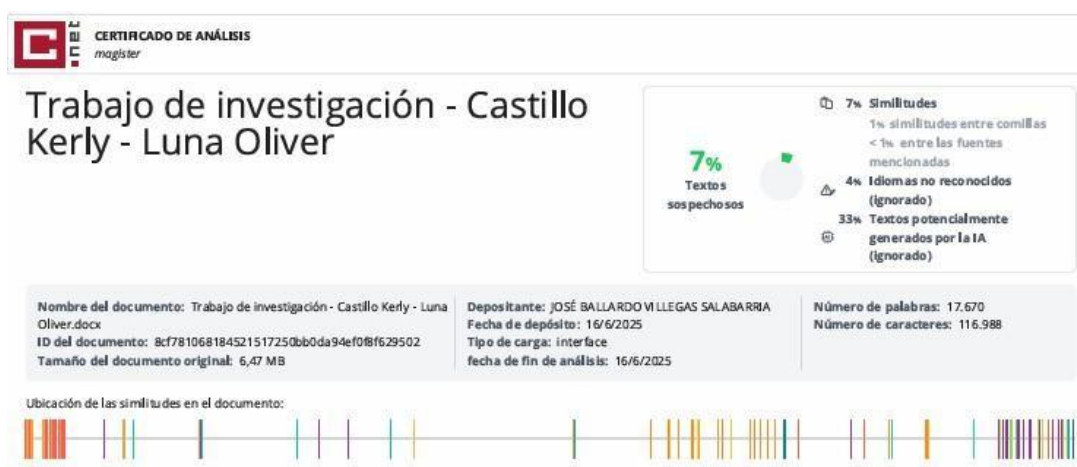 C
.net
CERTIFICADO DE ANÁLISIS
magister
Trabajo de investigación - Castillo
Kerly - Luna Oliver
7%
Textos
sospechosos
7% Similitudes
1% similitudes entre comillas
< 1% entre las fuentes
mencionadas
4% Idiomas no reconocidos
(ignorado)
33% Textos potencialmente
generados por la IA
(ignorado)
Nombre del documento: Trabajo de investigación - Castillo Kerly - Luna
Oliver.docx
ID del documento: 8cf781068184521517250bb0da94ef0f8f629502
Tamaño del documento original: 6,47 MB
Depositante: JOSÉ BALLARDO VILLEGAS SALABARRIA
Fecha de depósito: 16/6/2025
Tipo de carga: interface
fecha de fin de análisis: 16/6/2025
Número de palabras: 17.670
Número de caracteres: 116.988
Ubicación de las similitudes en el documento: